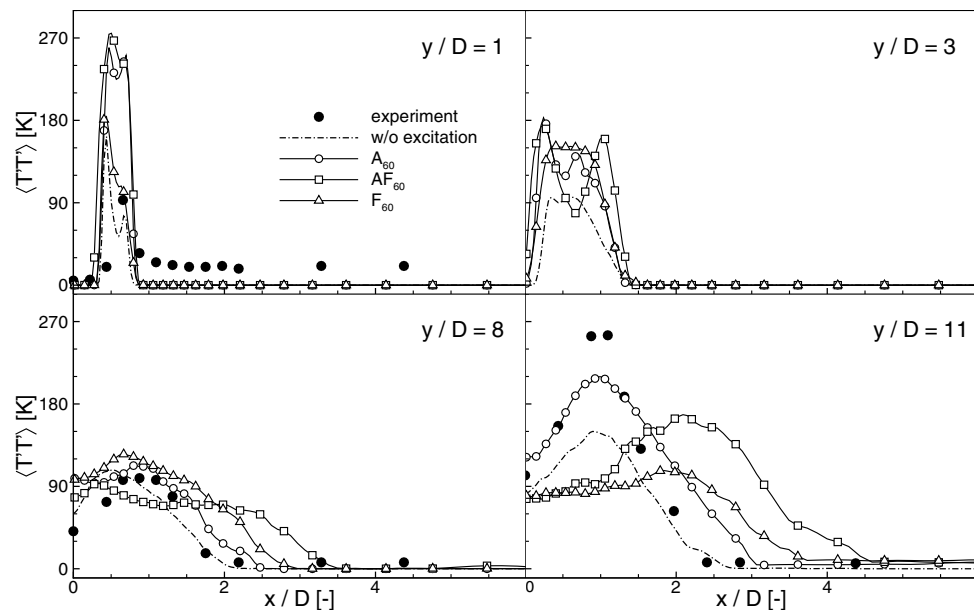 270
180
90
0
⟨T'T'⟩ [K]
y / D = 1
experiment
w/o excitation
A₆₀
AF₆₀
F₆₀
y / D = 3
270
180
90
0
⟨T'T'⟩ [K]
y / D = 8
0
2
4
x / D [-]
y / D = 11
0
2
4
x / D [-]